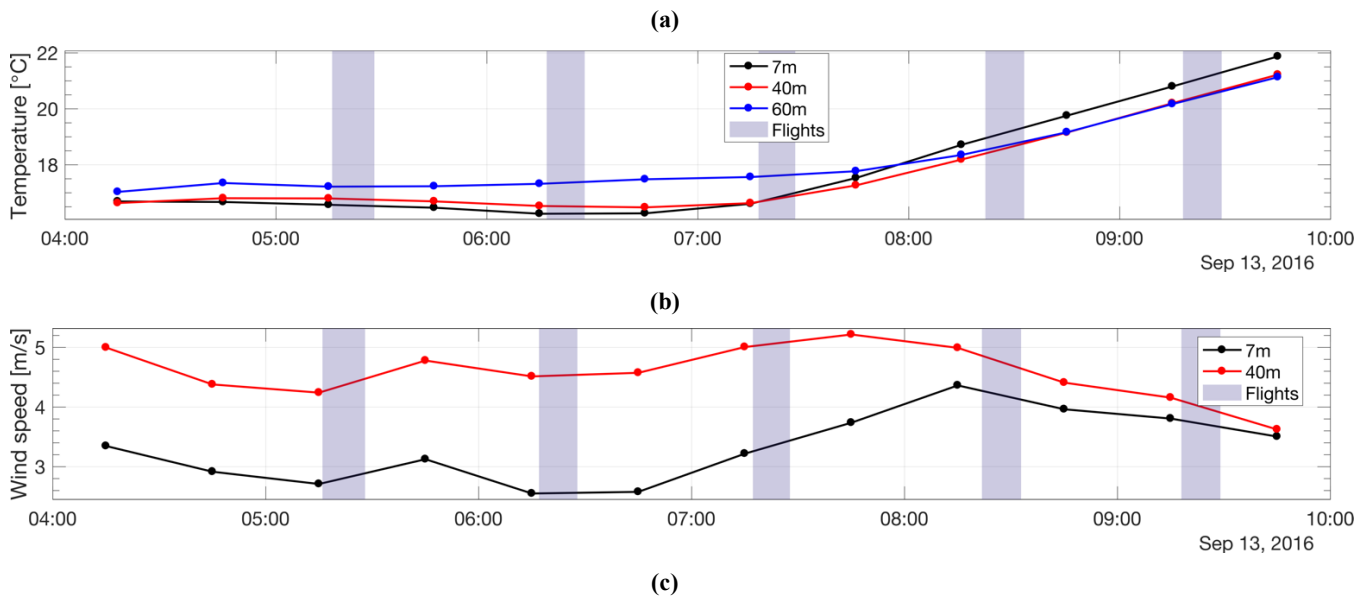 (a)
Temperature [°C]
22
20
18
7m
40m
60m
Flights
04:00 05:00 06:00 07:00 08:00 09:00 10:00
Sep 13, 2016
(b)
Wind speed [m/s]
5
4
3
7m
40m
Flights
04:00 05:00 06:00 07:00 08:00 09:00 10:00
Sep 13, 2016
(c)